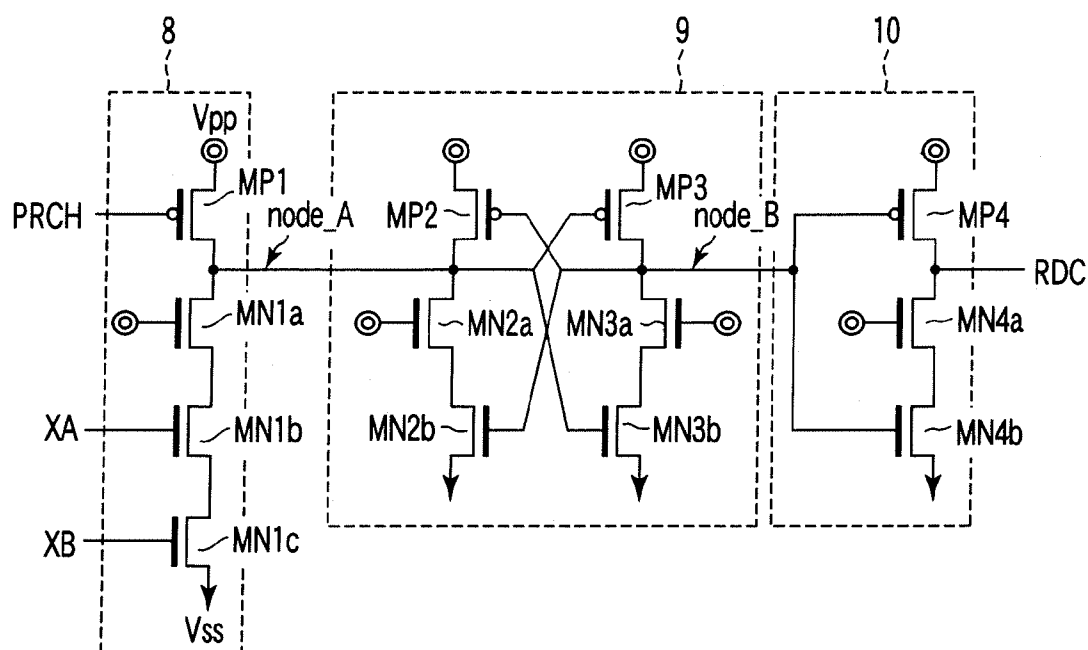 8
9
10
Vpp
MP1
PRCH
node_A
MP2
MP3
node_B
MP4
RDC
MN1a
MN2a
MN3a
MN4a
XA
MN1b
MN2b
MN3b
MN4b
XB
MN1c
Vss